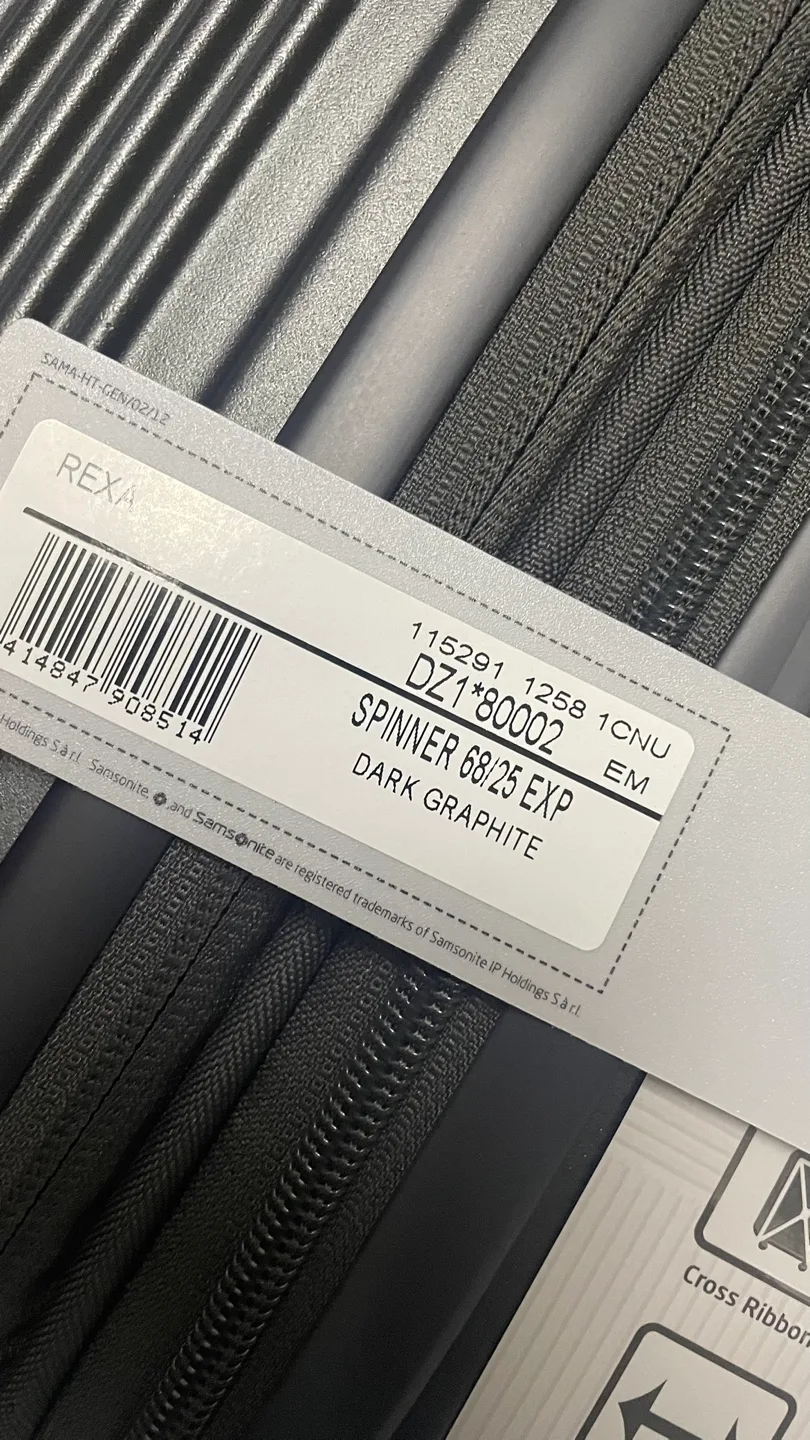 SAMA-HT-GEN/02/12
REXA
115291 1258 1CNU
DZ1*80002
EM
SPINNER 68/25 EXP
DARK GRAPHITE
414847 908514
Holdings S.à r.l. Samsonite, and Samsonite are registered trademarks of Samsonite IP Holdings S.à r.l.
Cross Ribbon